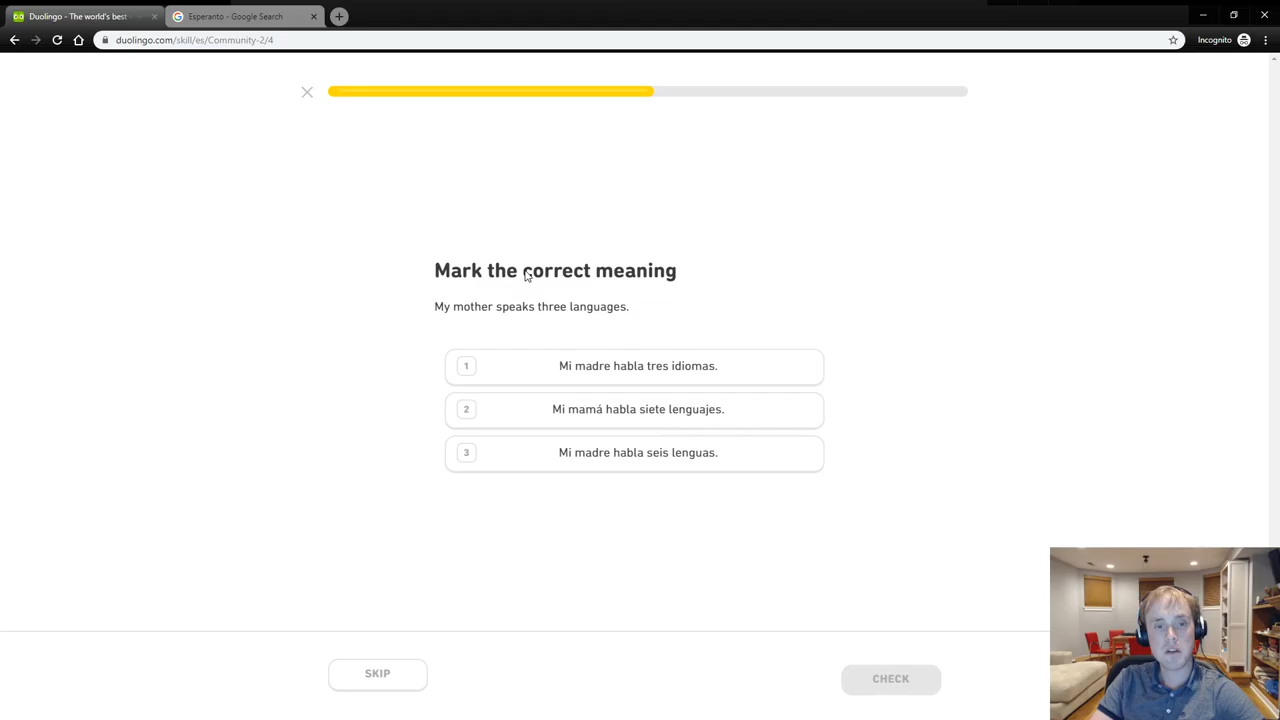 Duolingo - The world's best
Esperanto - Google Search
duolingo.com/skill/es/Community-2/4
Incognito
Mark the correct meaning
My mother speaks three languages.
1 Mi madre habla tres idiomas.
2 Mi mamá habla siete lenguajes.
3 Mi madre habla seis lenguas.
SKIP
CHECK